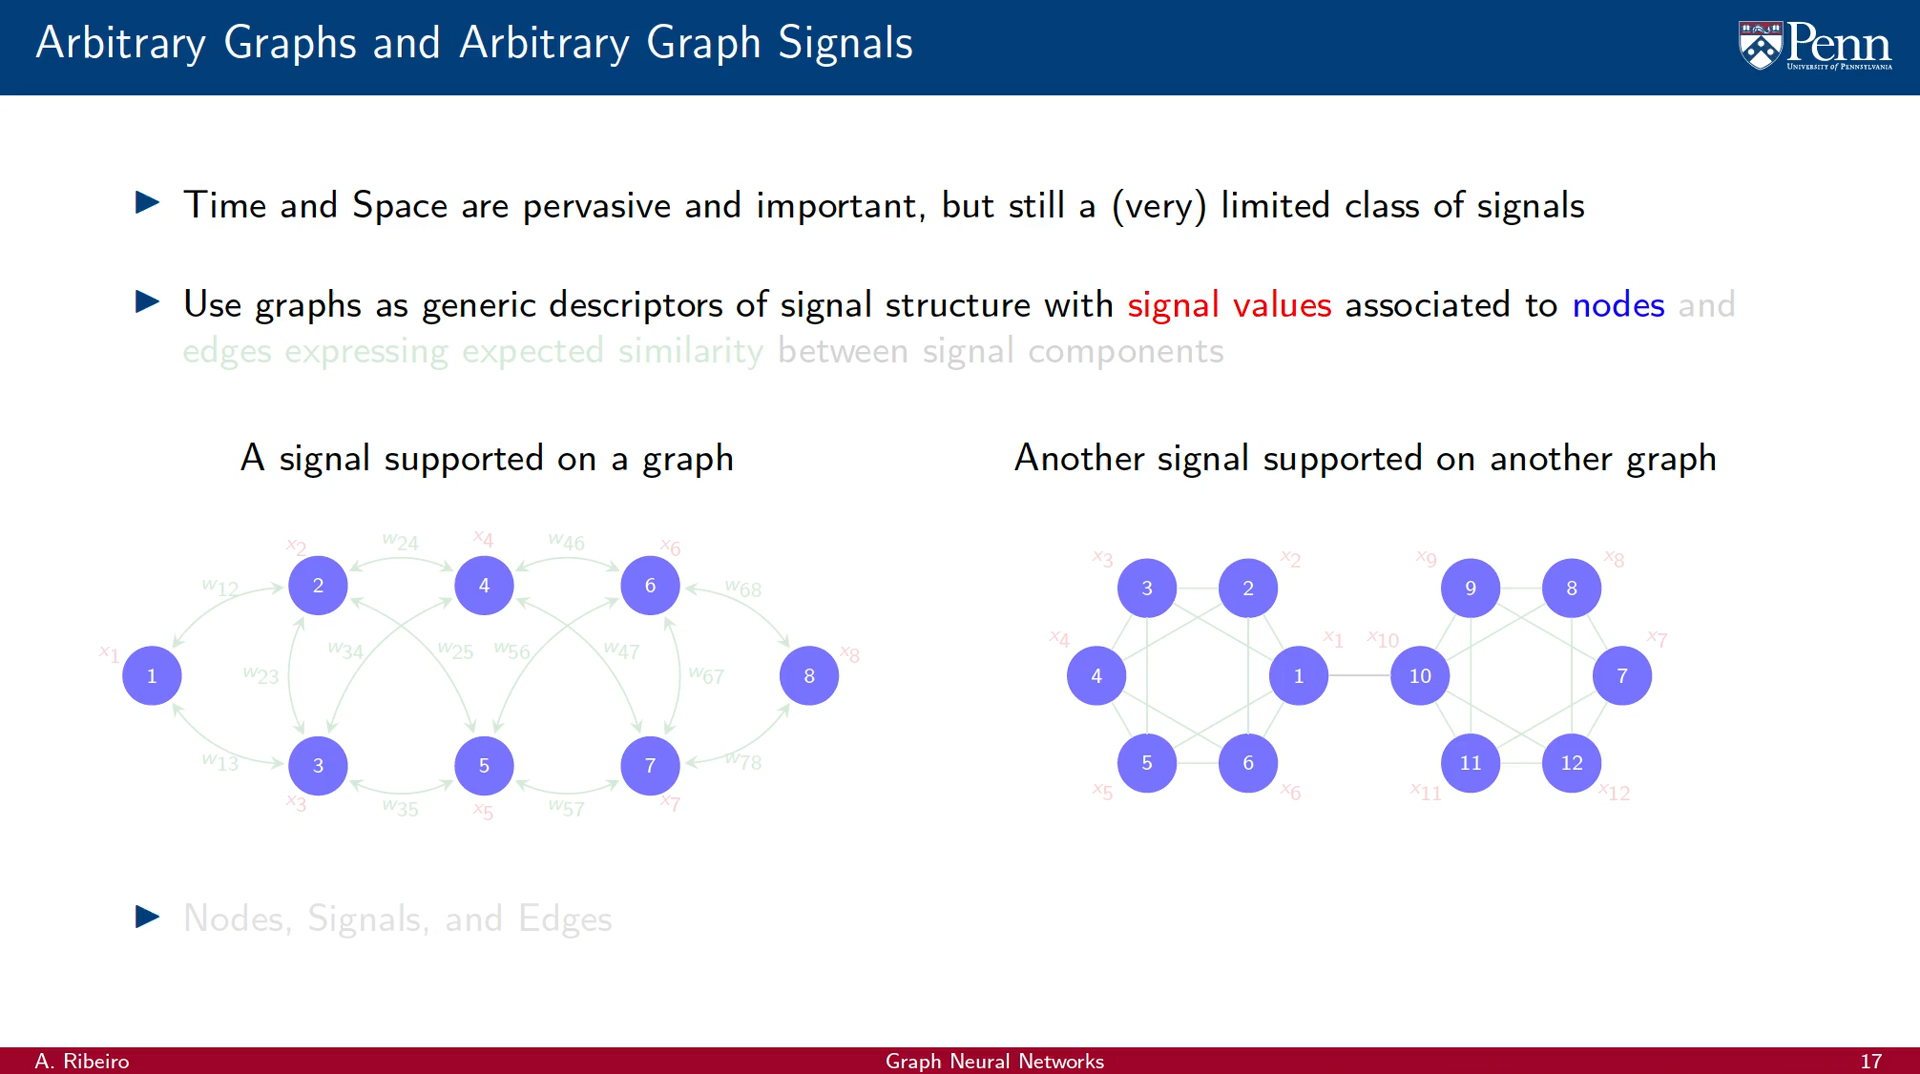 Arbitrary Graphs and Arbitrary Graph Signals
Penn
UNIVERSITY of PENNSYLVANIA
▶ Time and Space are pervasive and important, but still a (very) limited class of signals
▶ Use graphs as generic descriptors of signal structure with signal values associated to nodes and
edges expressing expected similarity between signal components
A signal supported on a graph
x1 x2 x3 x4 x5 x6 x7 x8
w12 w24 w46 w68
w23 w34 w25 w56 w47 w67
w13 w35 w57 w78
1 2 3 4 5 6 7 8
Another signal supported on another graph
x3 x2 x9 x8
3 2 9 8
x4 x1 x10 x7
4 1 10 7
5 6 11 12
x5 x6 x11 x12
▶ Nodes, Signals, and Edges
A. Ribeiro
Graph Neural Networks
17